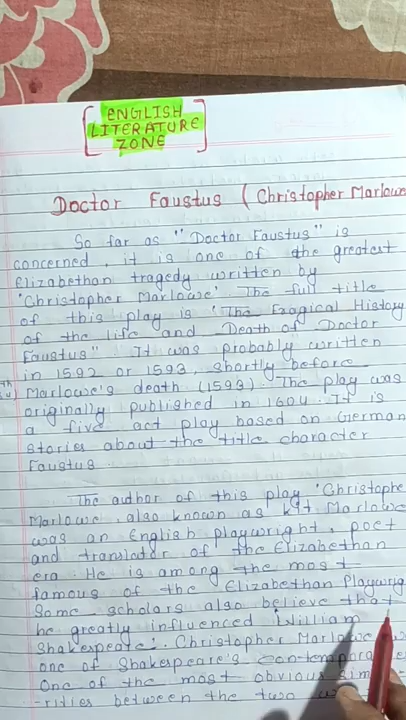 ENGLISH
LITERATURE
ZONE
Doctor Faustus (Christopher Marlowe
So far as "Doctor Faustus" is
concerned, it is one of the greatest
Elizabethan tragedy written by
'Christopher Marlowe' The full title
of this play is "The Tragical History
of the life and Death of Doctor
Faustus" It was probably written
in 1592 or 1593, shortly before
Marlowe's death (1593). The play was
originally published in 1604. It is
a five act play based on German
stories about the title character
Faustus.
The author of this play 'Christophe
Marlowe, also known as kit Marlowe
was an English playwright, poet
and translator of the Elizabethan
era. He is among the most
famous of the Elizabethan Playwrig
Some scholars also believe that
he greatly influenced William
Shakespeare'. Christopher Marlowe
one of Shakespeare's contempora
One of the most obvious sim
-rities between the two